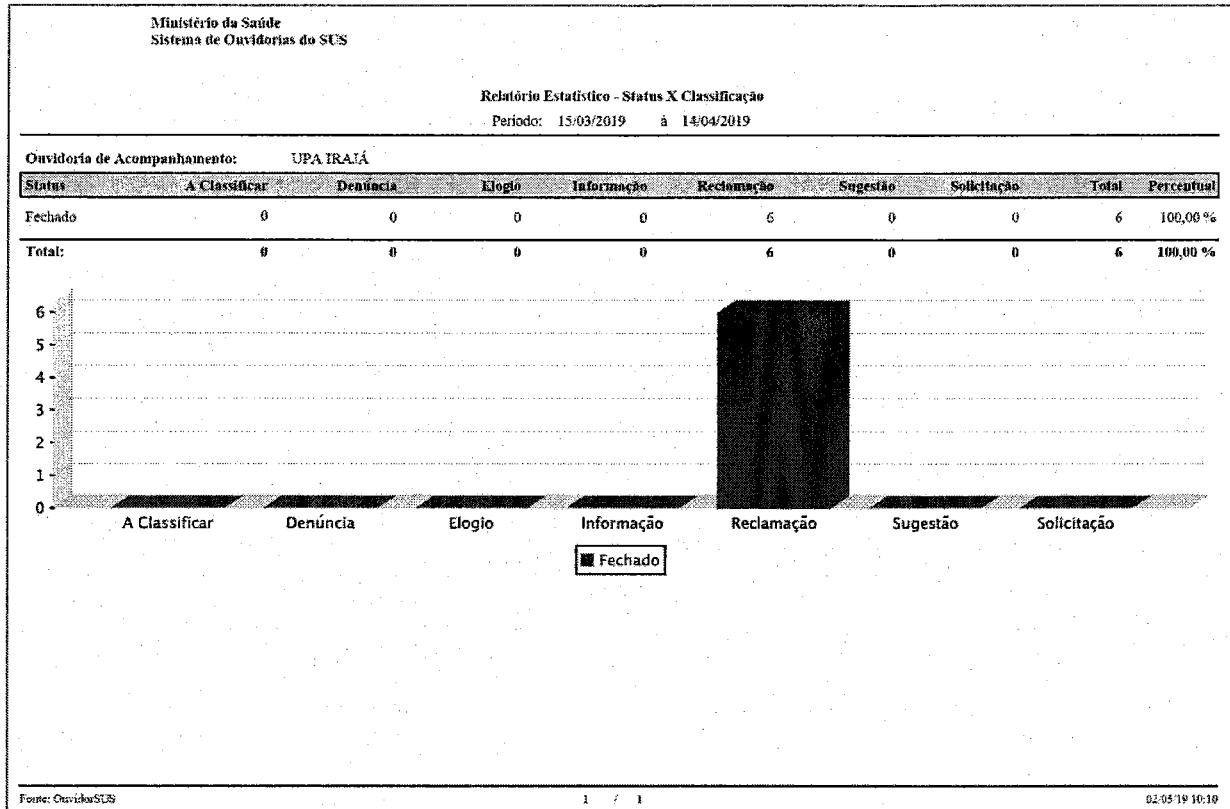 Ministério da Saúde
Sistema de Ouvidorias do SUS
Relatório Estatístico - Status X Classificação
Período: 15/03/2019 à 14/04/2019
Ouvidoria de Acompanhamento: UPA IRAJÁ
Status A Classificar Denúncia Elogio Informação Reclamação Sugestão Solicitação Total Percentual
Fechado 0 0 0 0 6 0 0 6 100,00 %
Total: 0 0 0 0 6 0 0 6 100,00 %
6
5
4
3
2
1
0
A Classificar Denúncia Elogio Informação Reclamação Sugestão Solicitação
Fechado
Fonte: OuvidorSUS 1 / 1 02/05/19 10:10